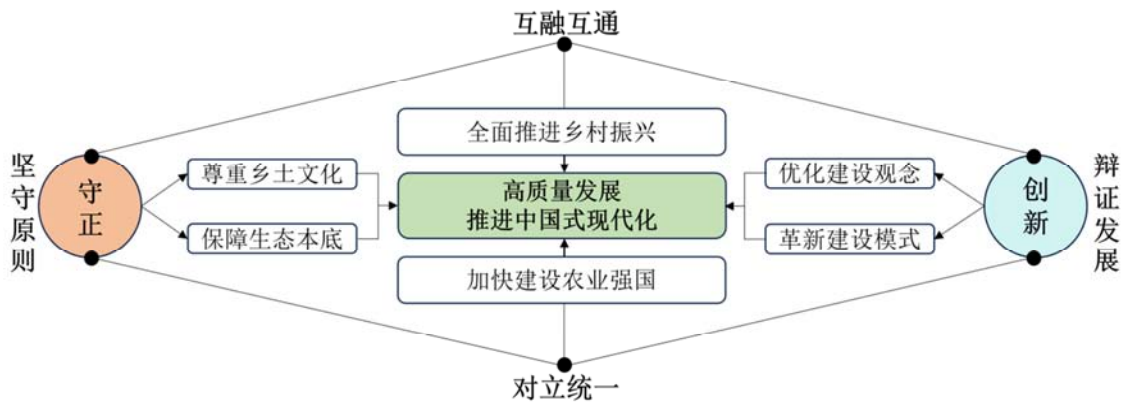 互融互通
全面推进乡村振兴
坚守原则
守正
尊重乡土文化
保障生态本底
高质量发展
推进中国式现代化
优化建设观念
革新建设模式
创新
辩证发展
加快建设农业强国
对立统一